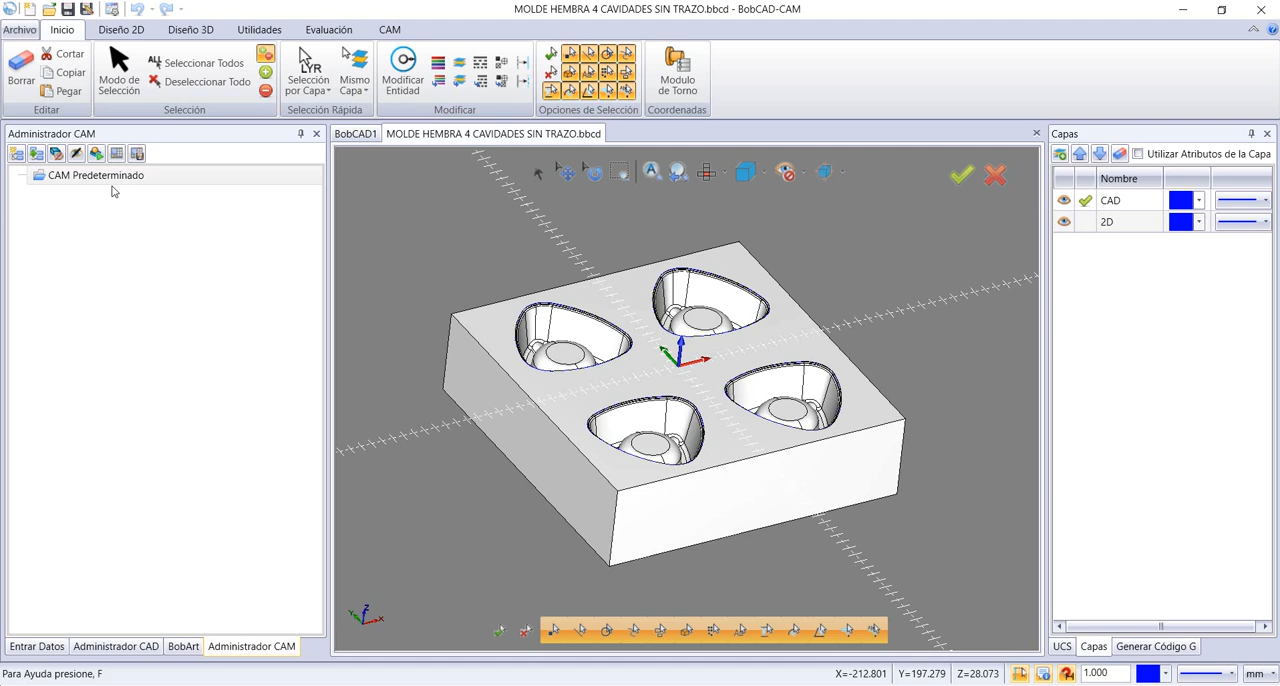 MOLDE HEMBRA 4 CAVIDADES SIN TRAZO.bbcd - BobCAD-CAM
Archivo Inicio Diseño 2D Diseño 3D Utilidades Evaluación CAM
Borrar
Cortar
Copiar
Pegar
Editar
Modo de Selección
Seleccionar Todos
Deseleccionar Todo
Selección
LYR
Selección por Capa
Mismo Capa
Selección Rápida
Modificar Entidad
Modificar
Opciones de Selección
Modulo de Torno
Coordenadas
Administrador CAM
CAM Predeterminado
BobCAD1 MOLDE HEMBRA 4 CAVIDADES SIN TRAZO.bbcd
Capas
Utilizar Atributos de la Capa
Nombre
CAD
2D
Entrar Datos Administrador CAD BobArt Administrador CAM
UCS Capas Generar Código G
Para Ayuda presione, F
X=-212.801 Y=197.279 Z=28.073 1.000 mm